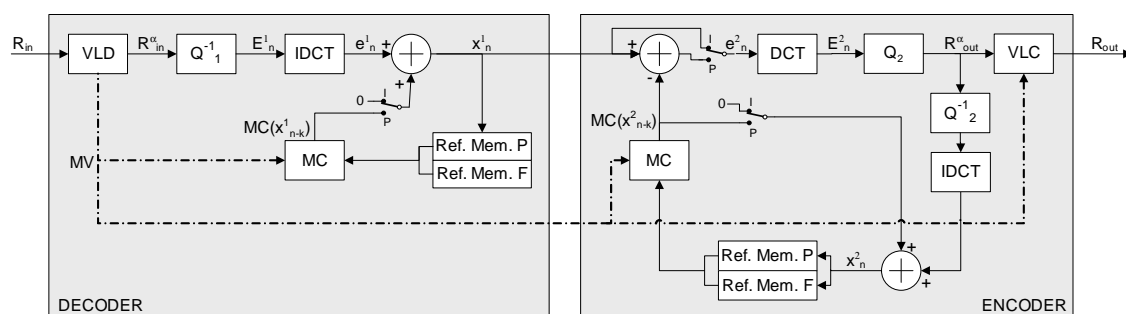 R_in VLD R^α_in Q^-1_1 E^1_n IDCT e^1_n + + x^1_n
0 I P
MC(x^1_n-k)
MV
MC
Ref. Mem. P
Ref. Mem. F
DECODER
+ - I P e^2_n DCT E^2_n Q_2 R^α_out VLC R_out
0 I P
MC(x^2_n-k)
MC
Q^-1_2
IDCT
Ref. Mem. P
Ref. Mem. F
x^2_n + +
ENCODER